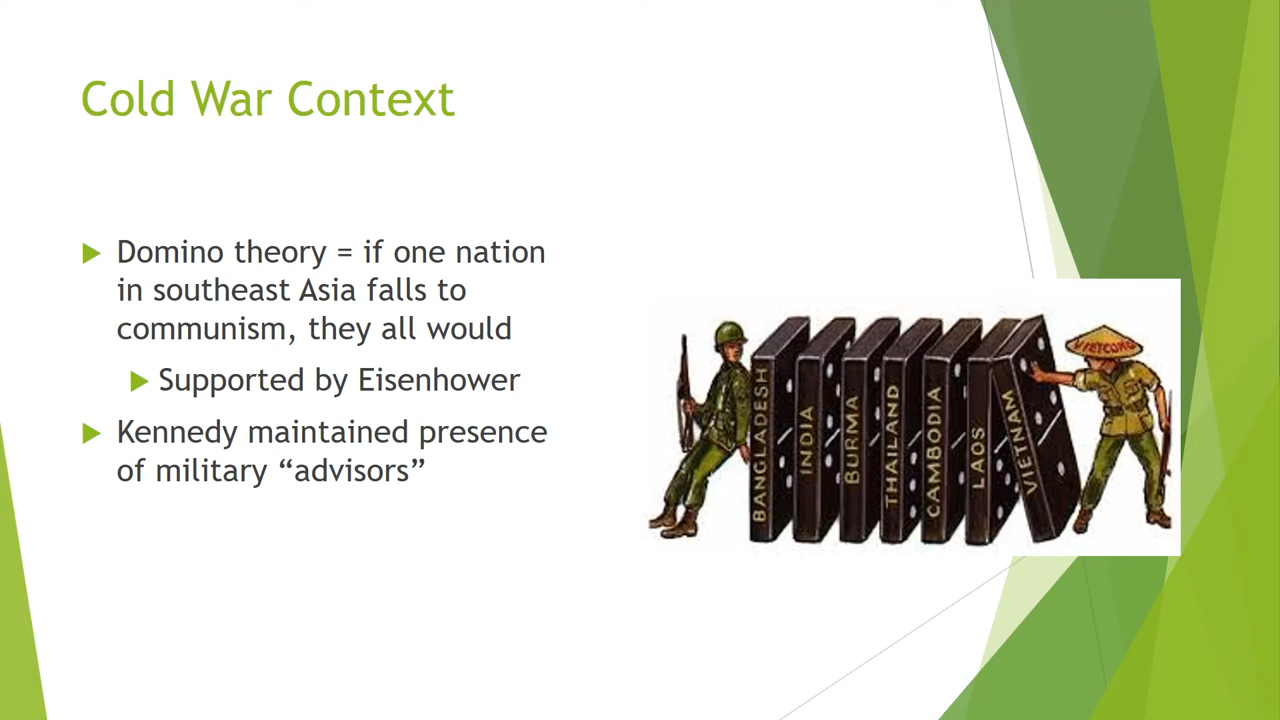 Cold War Context
Domino theory = if one nation
in southeast Asia falls to
communism, they all would
Supported by Eisenhower
Kennedy maintained presence
of military “advisors”
BANGLADESH
INDIA
BURMA
THAILAND
CAMBODIA
LAOS
VIETNAM
VIETCONG